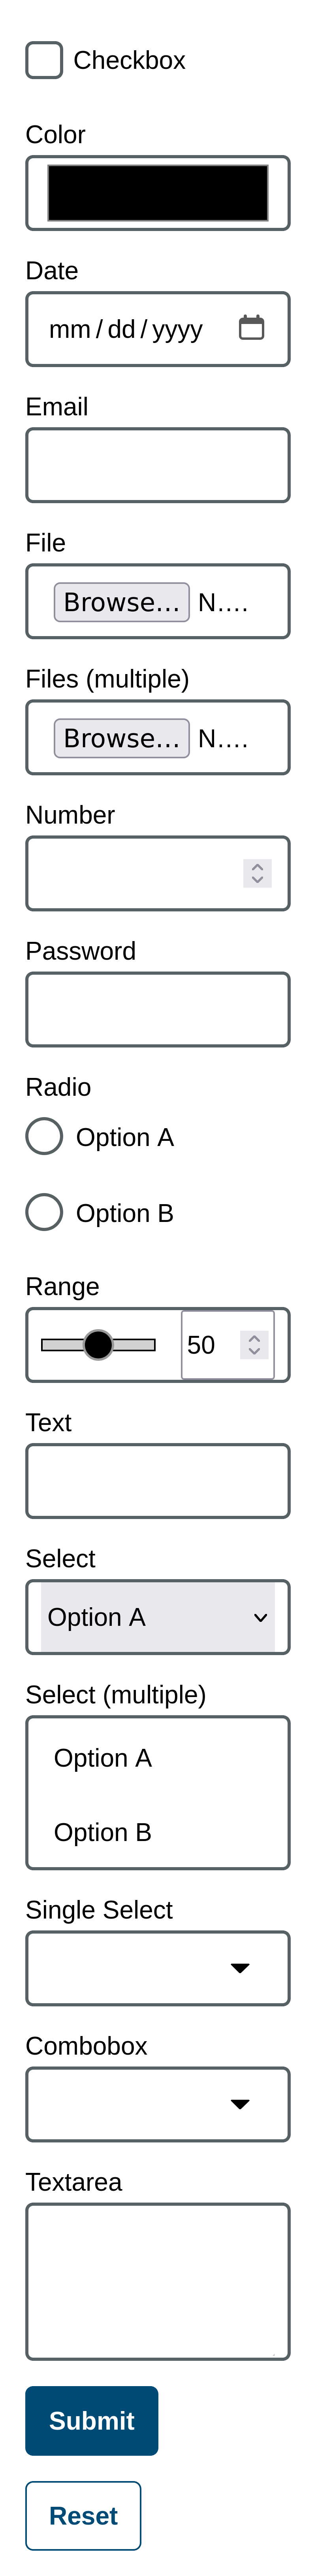 Checkbox
Color
Date
mm / dd / yyyy
Email
File
Browse... N....
Files (multiple)
Browse... N....
Number
Password
Radio
Option A
Option B
Range
50
Text
Select
Option A
Select (multiple)
Option A
Option B
Single Select
Combobox
Textarea
Submit
Reset